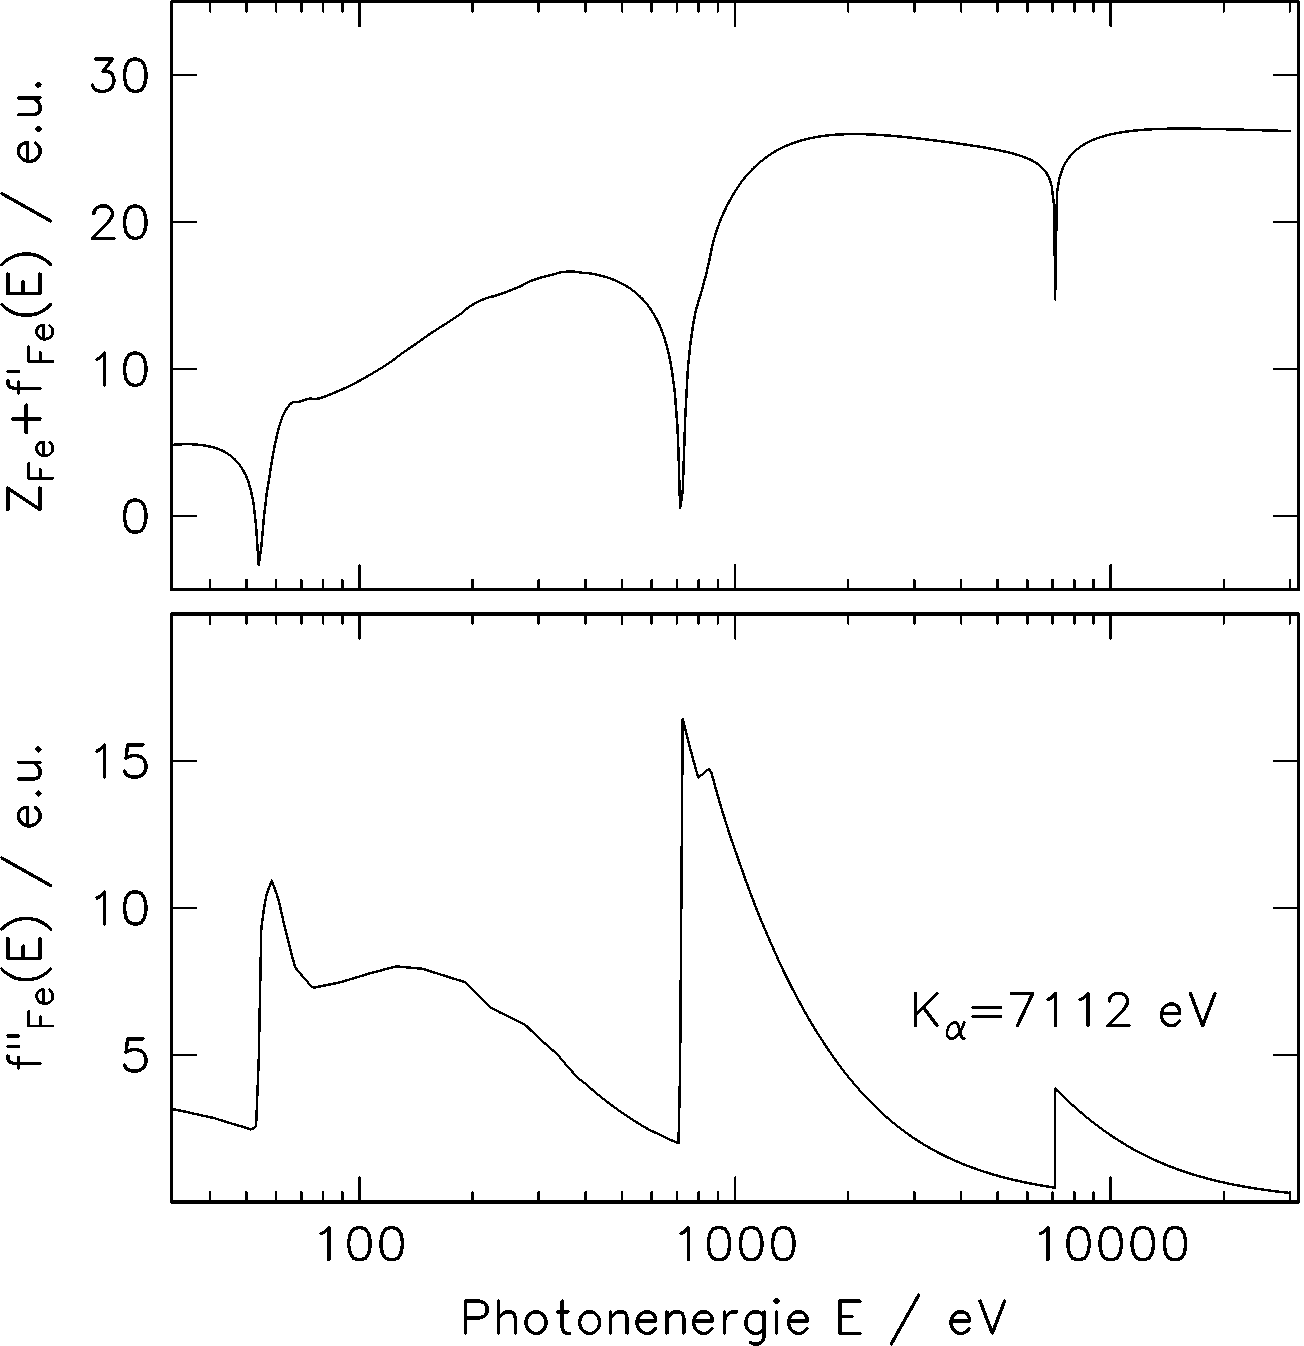 Z_Fe+f'_Fe(E) / e.u.
30
20
10
0
f''_Fe(E) / e.u.
15
10
5
K_α=7112 eV
100 1000 10000
Photonenergie E / eV